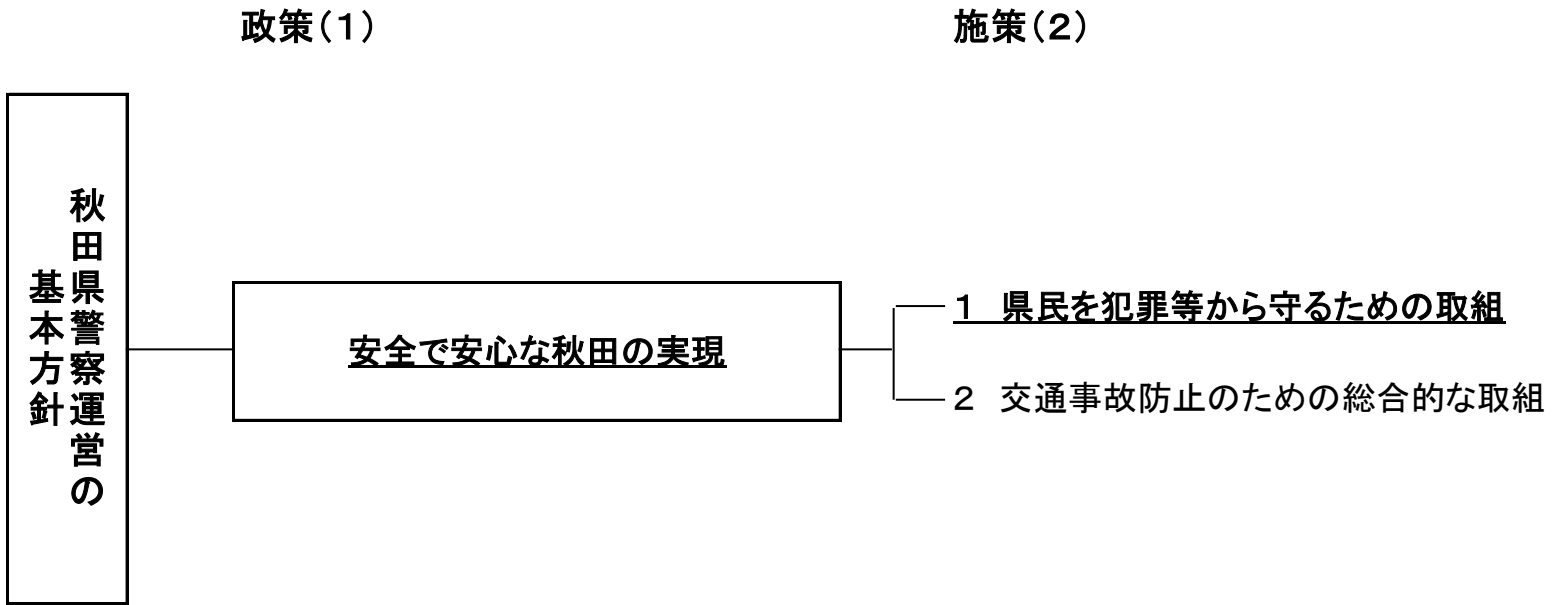 政策(1)
施策(2)
秋田県警察運営の
基本方針
安全で安心な秋田の実現
1 県民を犯罪等から守るための取組
2 交通事故防止のための総合的な取組